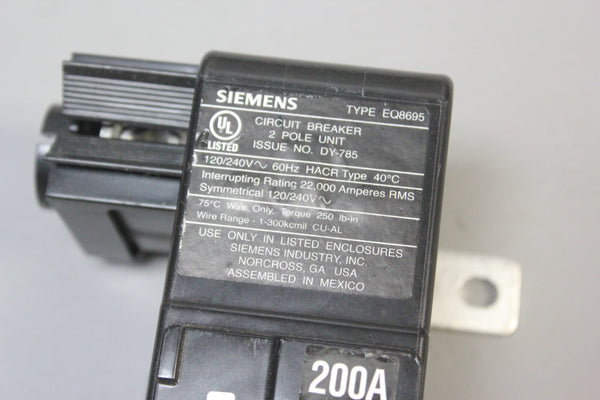 SIEMENS TYPE EQ8695
UL
LISTED
CIRCUIT BREAKER
2 POLE UNIT
ISSUE NO. DY-785
120/240V~ 60Hz HACR Type 40°C
Interrupting Rating 22,000 Amperes RMS
Symmetrical 120/240V~
75°C Wire Only, Torque 250 lb-in
Wire Range - 1-300kcmil CU-AL
USE ONLY IN LISTED ENCLOSURES
SIEMENS INDUSTRY, INC.
NORCROSS, GA USA
ASSEMBLED IN MEXICO
200A